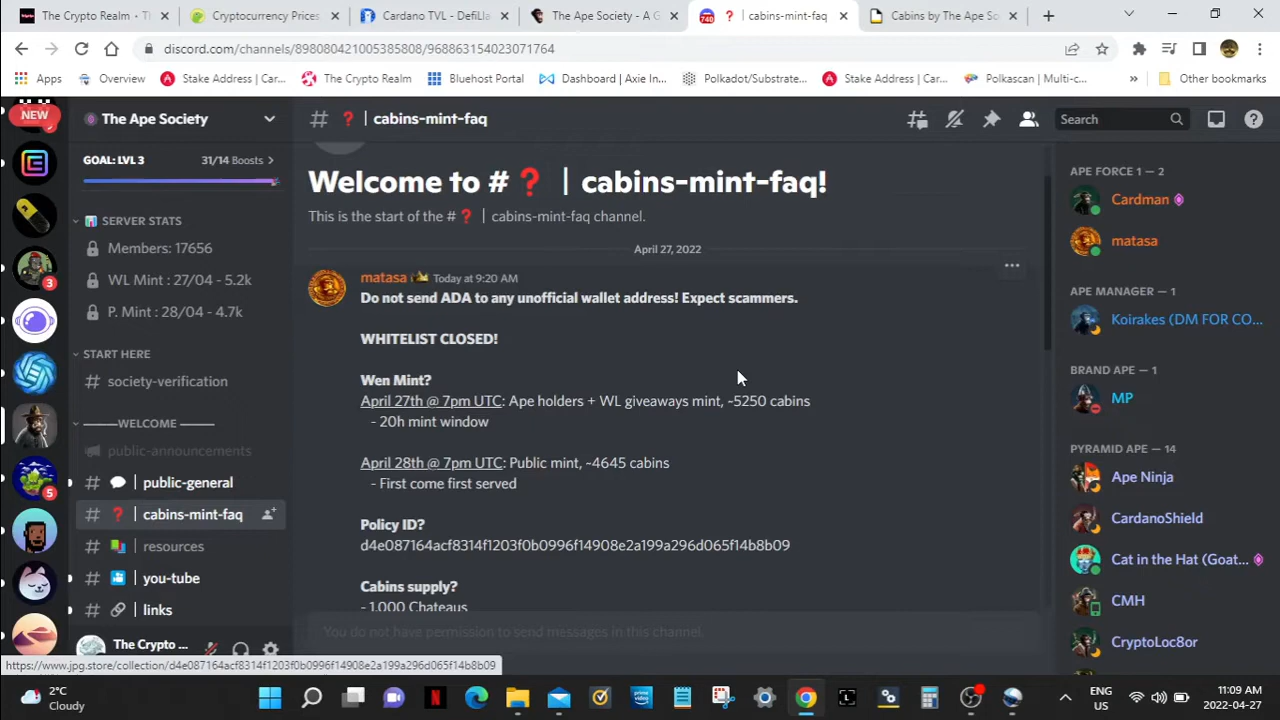 The Crypto Realm - T
Cryptocurrency Prices
Cardano TVL - DefiLla
The Ape Society - A G
740
❓ | cabins-mint-faq
Cabins by The Ape So
discord.com/channels/898080421005385808/968863154023071764
Apps
Overview
Stake Address | Car...
The Crypto Realm
Bluehost Portal
Dashboard | Axie In...
Polkadot/Substrate...
Stake Address | Car...
Polkascan | Multi-c...
»
Other bookmarks
NEW
The Ape Society
# ❓ | cabins-mint-faq
Search
GOAL: LVL 3
31/14 Boosts >
SERVER STATS
Members: 17656
WL Mint : 27/04 - 5.2k
P. Mint : 28/04 - 4.7k
START HERE
# society-verification
———WELCOME ———
public-announcements
# 💬 | public-general
# ❓ | cabins-mint-faq
# | resources
# | you-tube
# 🔗 | links
3
5
The Crypto ...
Welcome to # ❓ | cabins-mint-faq!
This is the start of the # ❓ | cabins-mint-faq channel.
April 27, 2022
matasa Today at 9:20 AM
Do not send ADA to any unofficial wallet address! Expect scammers.
WHITELIST CLOSED!
Wen Mint?
April 27th @ 7pm UTC: Ape holders + WL giveaways mint, ~5250 cabins
- 20h mint window
April 28th @ 7pm UTC: Public mint, ~4645 cabins
- First come first served
Policy ID?
d4e087164acf8314f1203f0b0996f14908e2a199a296d065f14b8b09
Cabins supply?
- 1,000 Chateaus
You do not have permission to send messages in this channel.
APE FORCE 1 — 2
Cardman
matasa
APE MANAGER — 1
Koirakes (DM FOR CO...
BRAND APE — 1
MP
PYRAMID APE — 14
Ape Ninja
CardanoShield
Cat in the Hat (Goat...
CMH
CryptoLoc8or
https://www.jpg.store/collection/d4e087164acf8314f1203f0b0996f14908e2a199a296d065f14b8b09
2°C
Cloudy
ENG
US
11:09 AM
2022-04-27